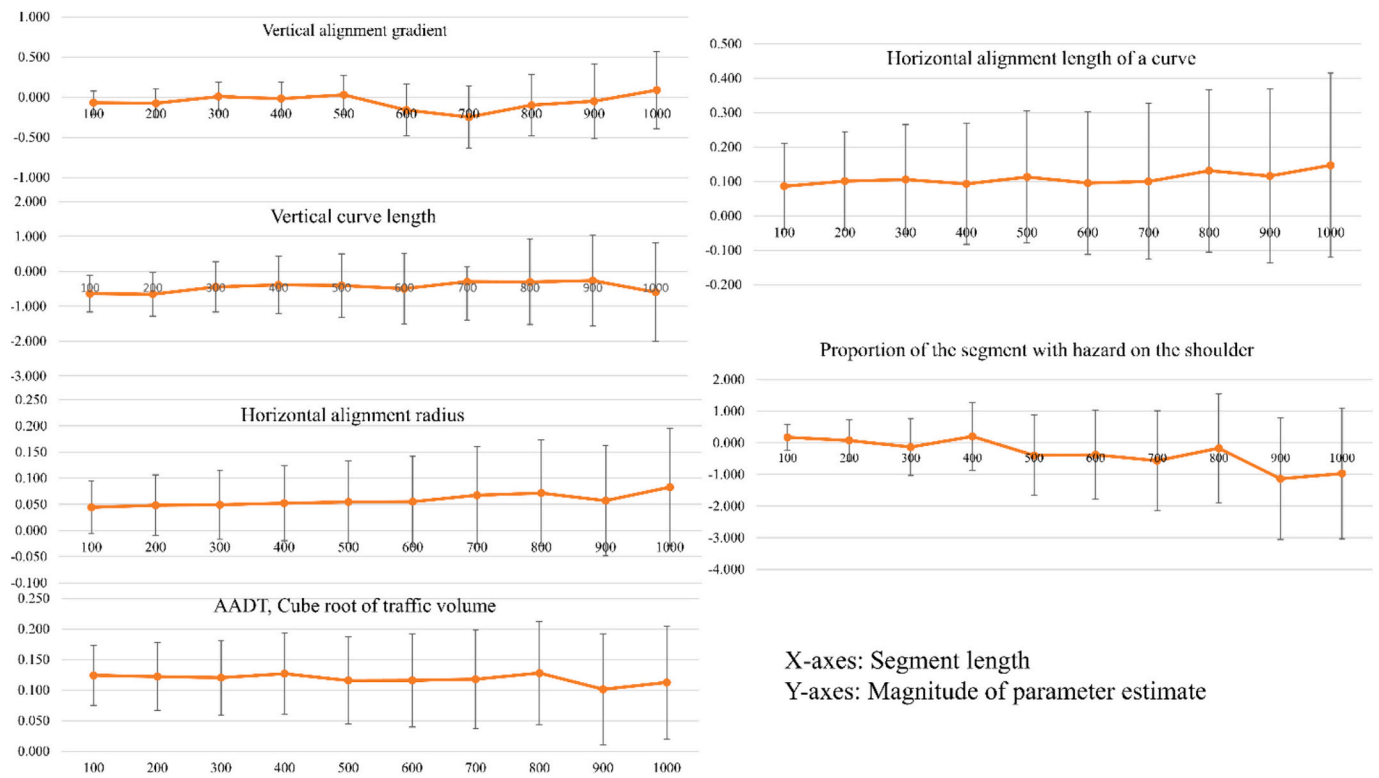 Vertical alignment gradient
1.000
0.500
0.000
-0.500
-1.000
100 200 300 400 500 600 700 800 900 1000
Vertical curve length
2.000
1.000
0.000
-1.000
-2.000
-3.000
100 200 300 400 500 600 700 800 900 1000
Horizontal alignment radius
0.250
0.200
0.150
0.100
0.050
0.000
-0.050
-0.100
100 200 300 400 500 600 700 800 900 1000
AADT, Cube root of traffic volume
0.250
0.200
0.150
0.100
0.050
0.000
100 200 300 400 500 600 700 800 900 1000
Horizontal alignment length of a curve
0.500
0.400
0.300
0.200
0.100
0.000
-0.100
-0.200
100 200 300 400 500 600 700 800 900 1000
Proportion of the segment with hazard on the shoulder
2.000
1.000
0.000
-1.000
-2.000
-3.000
-4.000
100 200 300 400 500 600 700 800 900 1000
X-axes: Segment length
Y-axes: Magnitude of parameter estimate